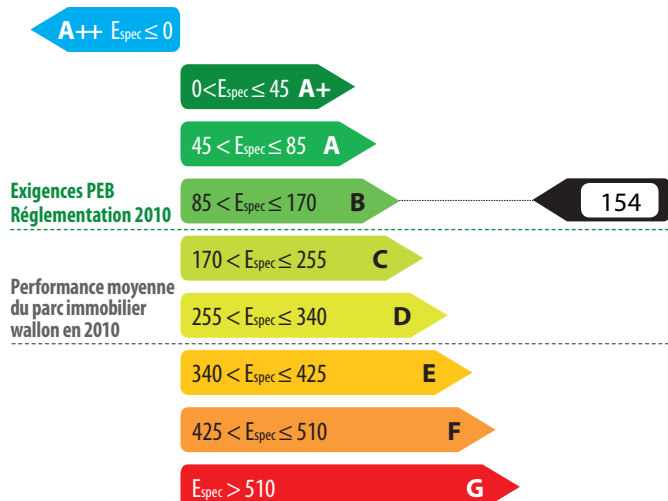 A++ Espec ≤ 0
0<Espec ≤ 45 A+
45 < Espec ≤ 85 A
Exigences PEB
Réglementation 2010
85 < Espec ≤ 170 B
154
170 < Espec ≤ 255 C
Performance moyenne
du parc immobilier
wallon en 2010
255 < Espec ≤ 340 D
340 < Espec ≤ 425 E
425 < Espec ≤ 510 F
Espec > 510 G